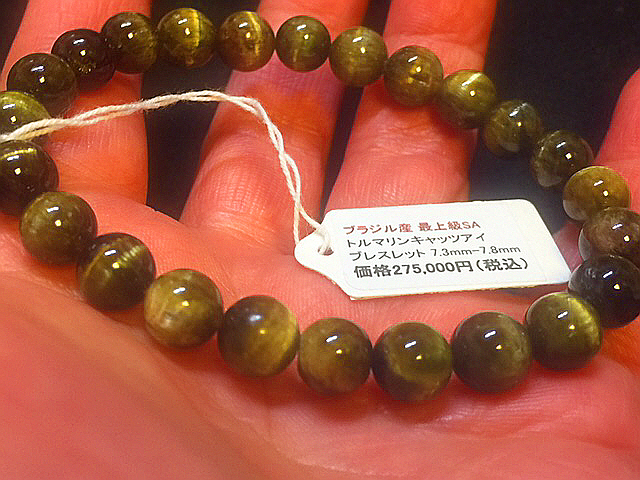 ブラジル産 最上級SA
トルマリンキャッツアイ
ブレスレット 7.3mm-7.8mm
価格275,000円(税込)